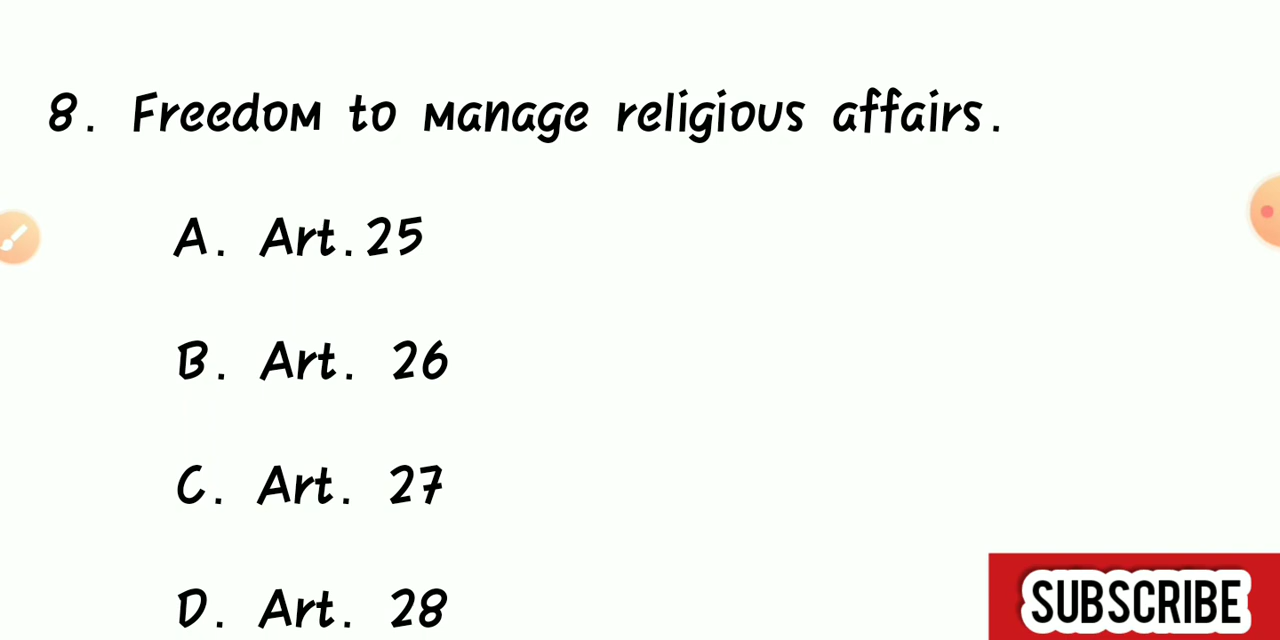 8. Freedom to manage religious affairs.
A. Art.25
B. Art. 26
C. Art. 27
D. Art. 28
SUBSCRIBE